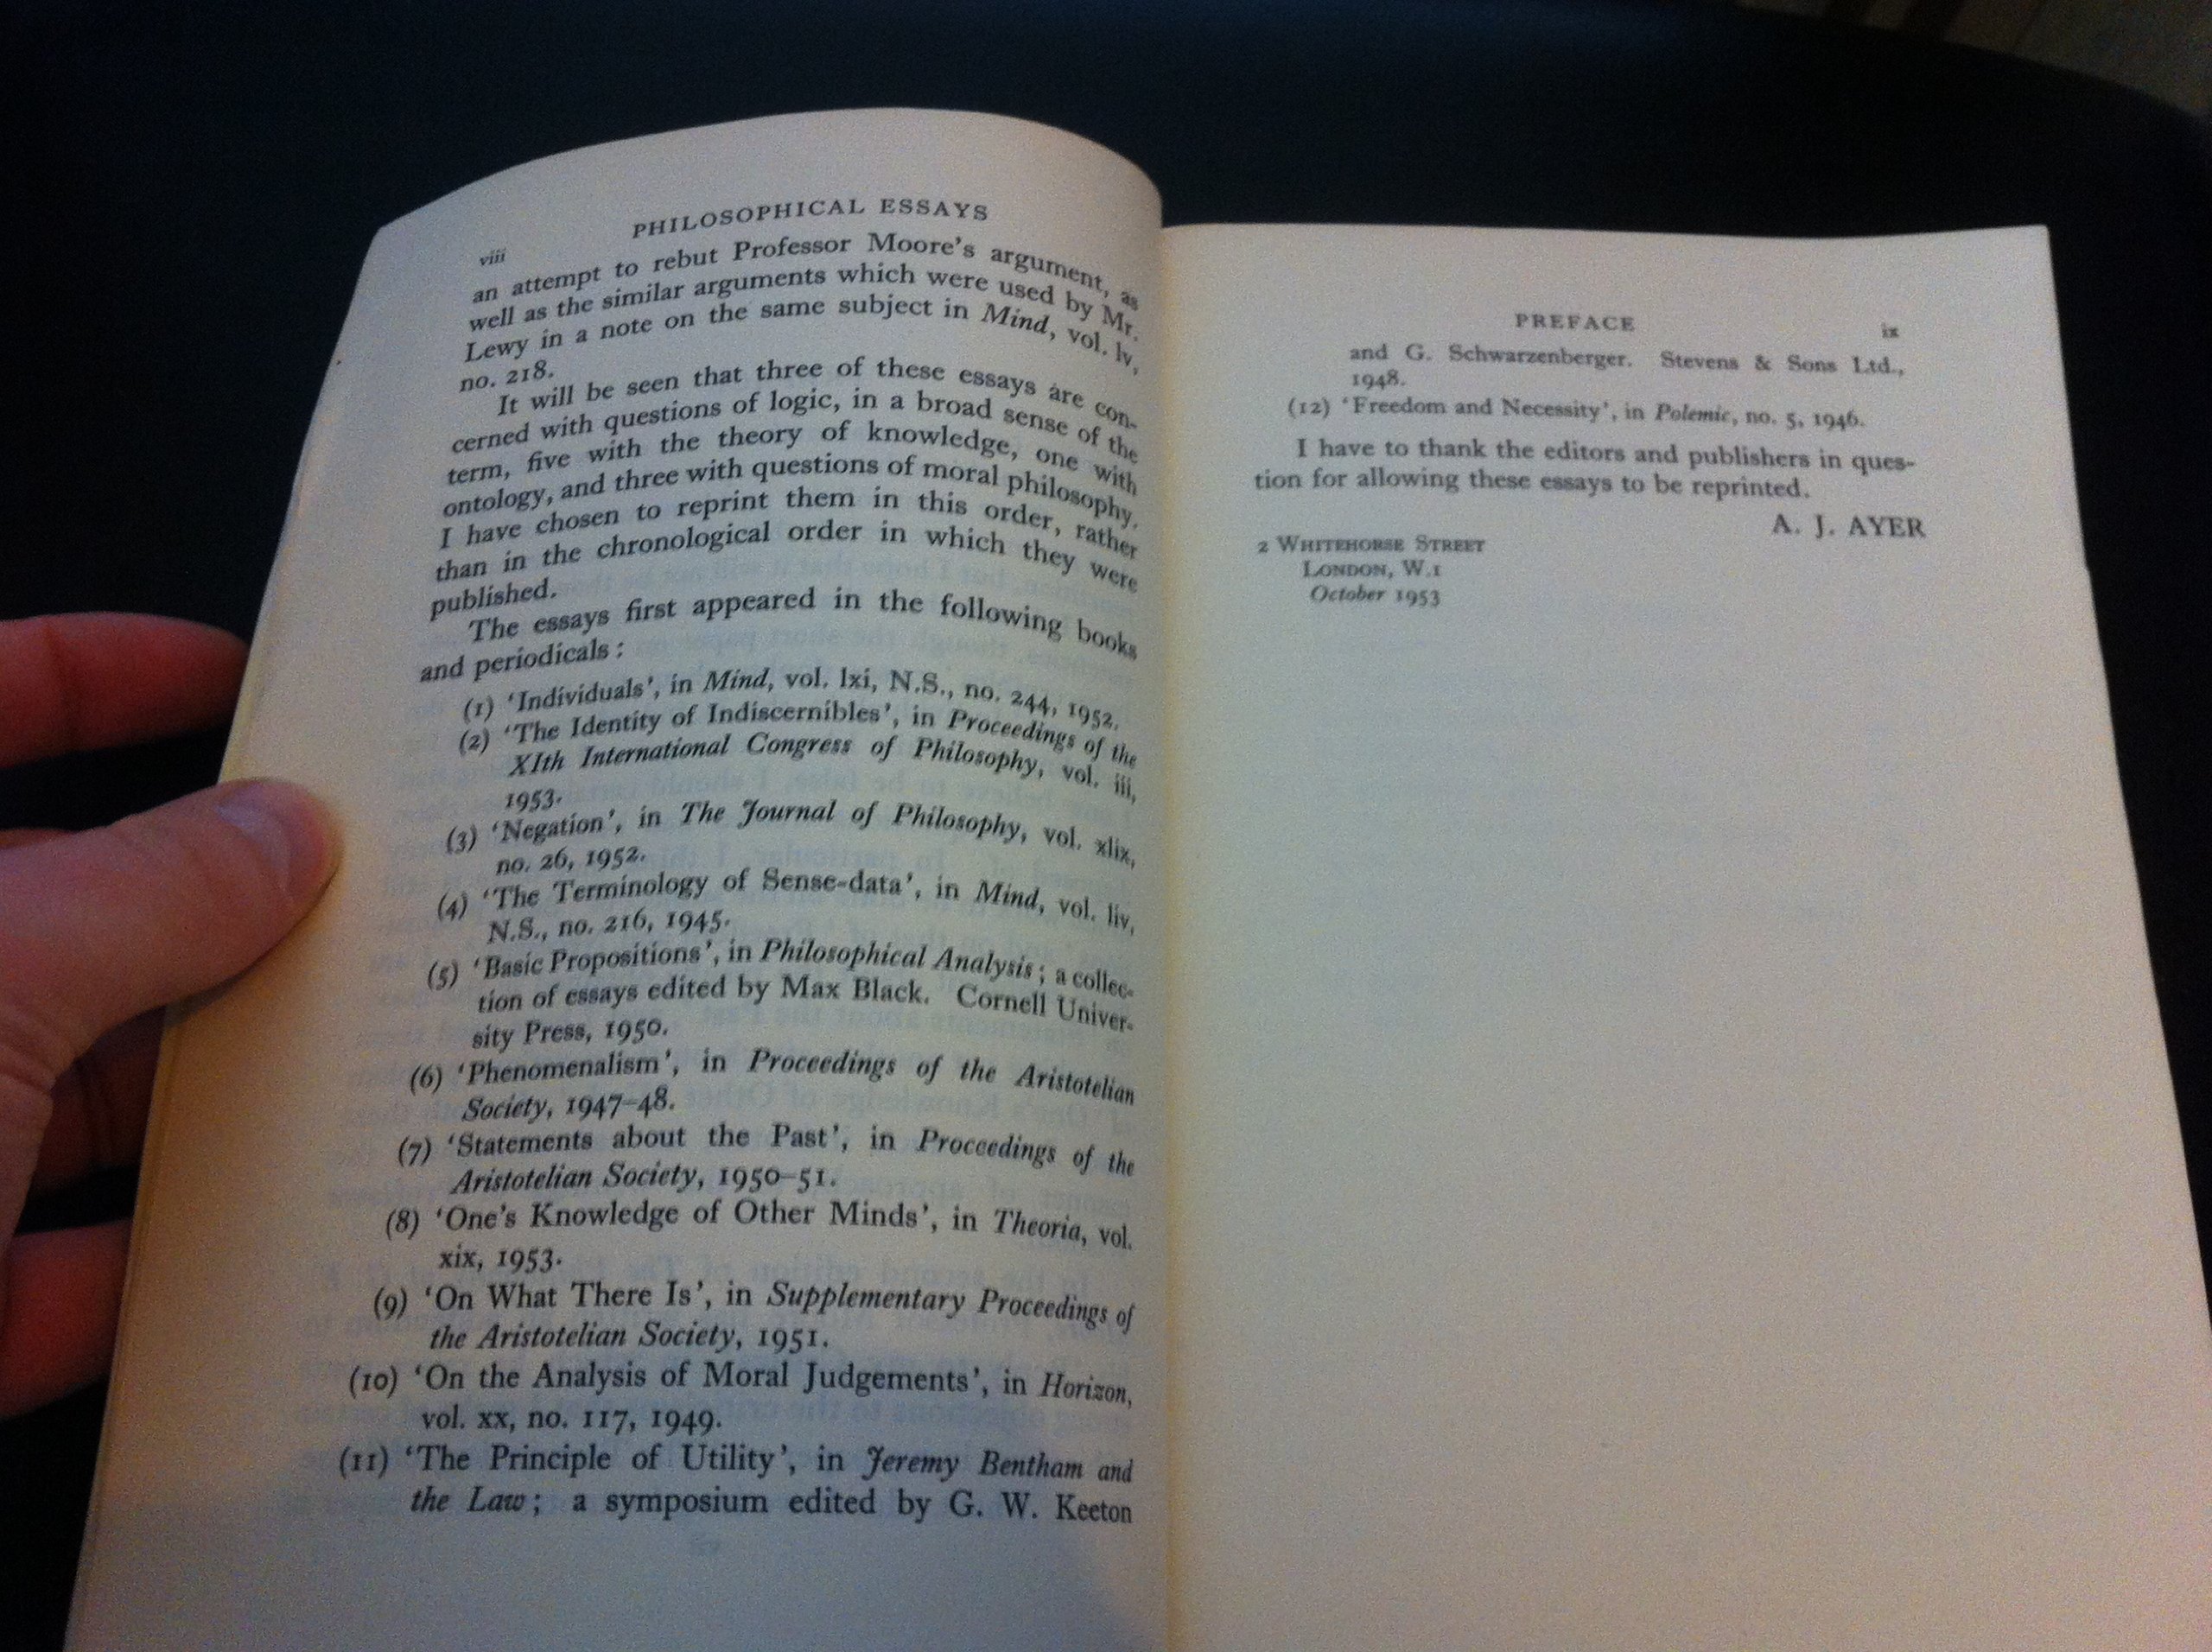 viii
PHILOSOPHICAL ESSAYS
an attempt to rebut Professor Moore's argument, as
well as the similar arguments which were used by Mr.
Lewy in a note on the same subject in Mind, vol. lv,
no. 218.
It will be seen that three of these essays are con-
cerned with questions of logic, in a broad sense of the
term, five with the theory of knowledge, one with
ontology, and three with questions of moral philosophy.
I have chosen to reprint them in this order, rather
than in the chronological order in which they were
published.
The essays first appeared in the following books
and periodicals :
(1) 'Individuals', in Mind, vol. lxi, N.S., no. 244, 1952.
(2) 'The Identity of Indiscernibles', in Proceedings of the
XIth International Congress of Philosophy, vol. iii,
1953.
(3) 'Negation', in The Journal of Philosophy, vol. xlix,
no. 26, 1952.
(4) 'The Terminology of Sense-data', in Mind, vol. liv,
N.S., no. 216, 1945.
(5) 'Basic Propositions', in Philosophical Analysis ; a collec-
tion of essays edited by Max Black. Cornell Univer-
sity Press, 1950.
(6) 'Phenomenalism', in Proceedings of the Aristotelian
Society, 1947–48.
(7) 'Statements about the Past', in Proceedings of the
Aristotelian Society, 1950–51.
(8) 'One's Knowledge of Other Minds', in Theoria, vol.
xix, 1953.
(9) 'On What There Is', in Supplementary Proceedings of
the Aristotelian Society, 1951.
(10) 'On the Analysis of Moral Judgements', in Horizon,
vol. xx, no. 117, 1949.
(11) 'The Principle of Utility', in Jeremy Bentham and
the Law ; a symposium edited by G. W. Keeton
PREFACE
ix
and G. Schwarzenberger. Stevens & Sons Ltd.,
1948.
(12) 'Freedom and Necessity', in Polemic, no. 5, 1946.
I have to thank the editors and publishers in ques-
tion for allowing these essays to be reprinted.
A. J. AYER
2 WHITEHORSE STREET
LONDON, W.1
October 1953